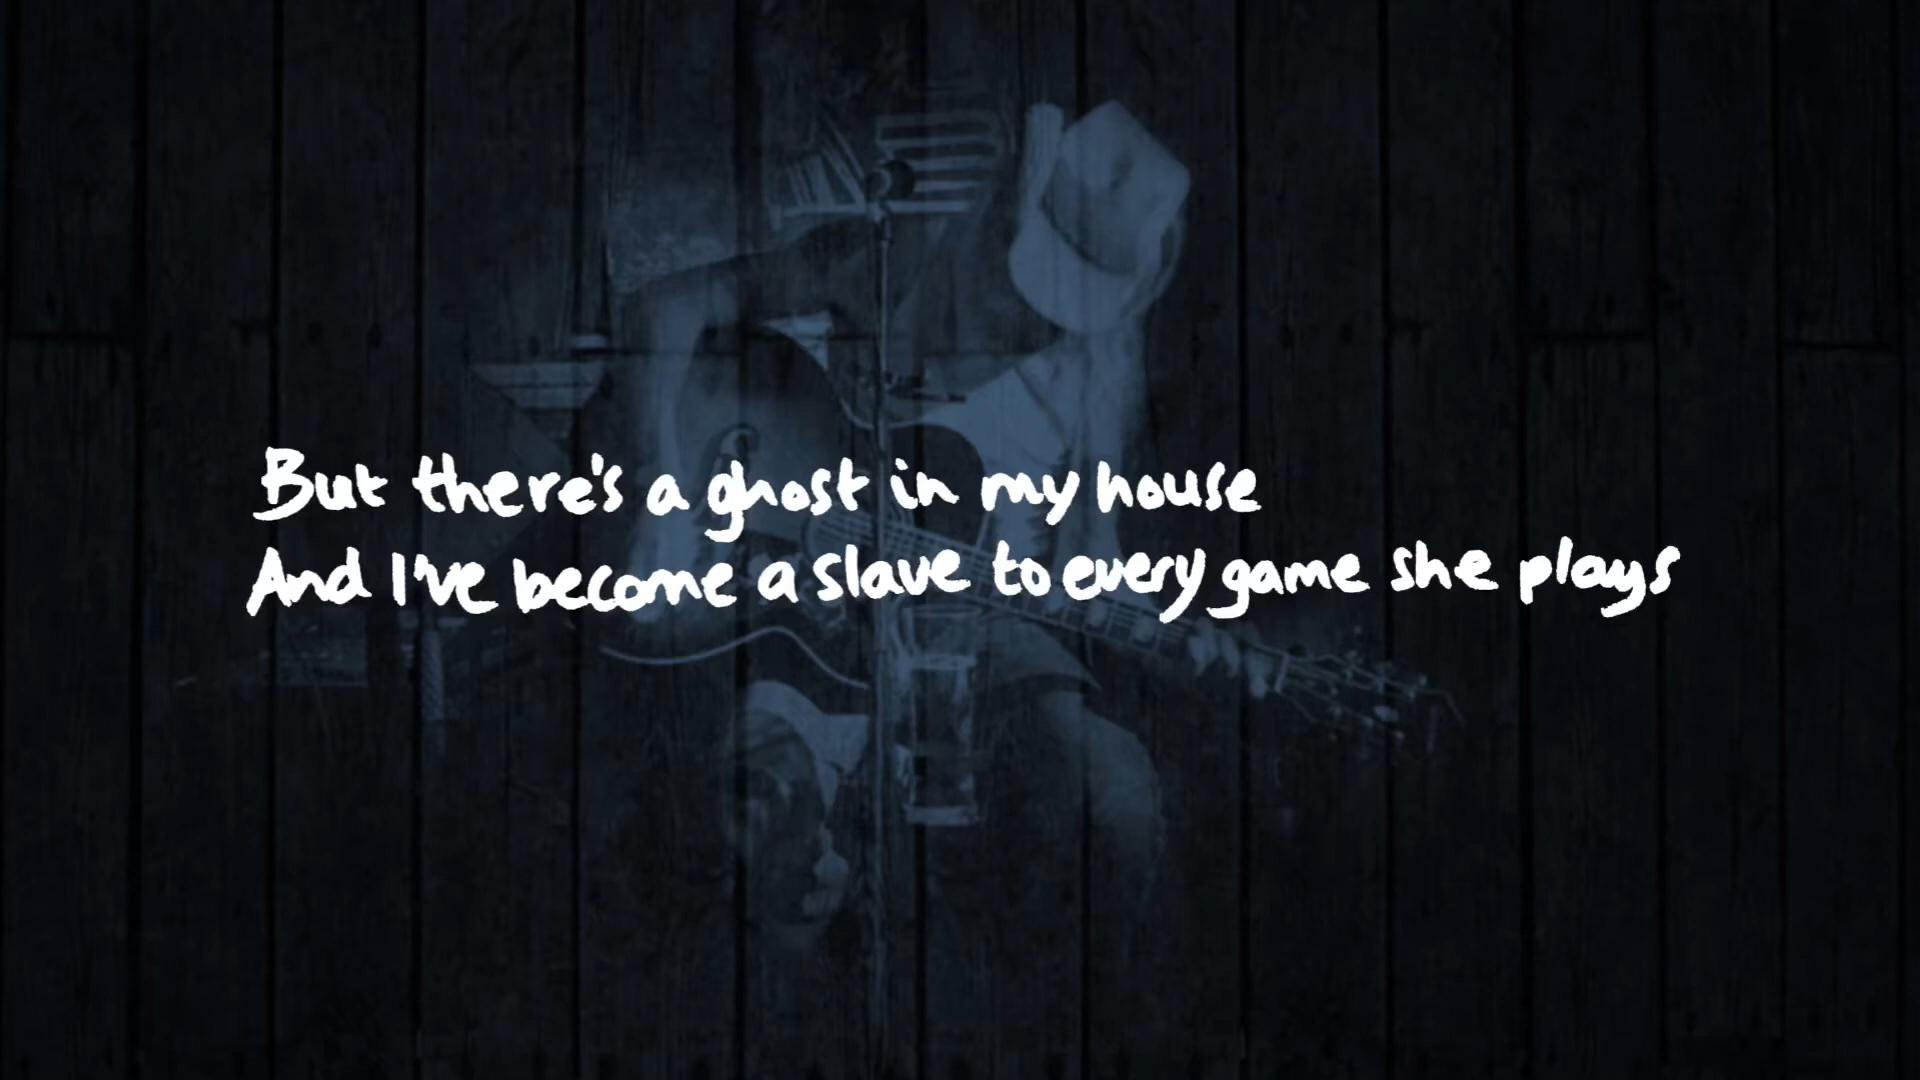 But there's a ghost in my house
And I've become a slave to every game she plays